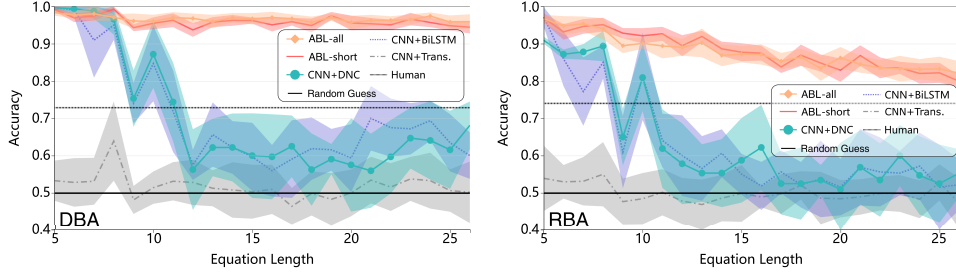 1.0
0.9
0.8
0.7
0.6
0.5
0.4
Accuracy
ABL-all
ABL-short
CNN+DNC
Random Guess
CNN+BiLSTM
CNN+Trans.
Human
DBA
5
10
15
20
25
Equation Length
1.0
0.9
0.8
0.7
0.6
0.5
0.4
Accuracy
ABL-all
ABL-short
CNN+DNC
Random Guess
CNN+BiLSTM
CNN+Trans.
Human
RBA
5
10
15
20
25
Equation Length